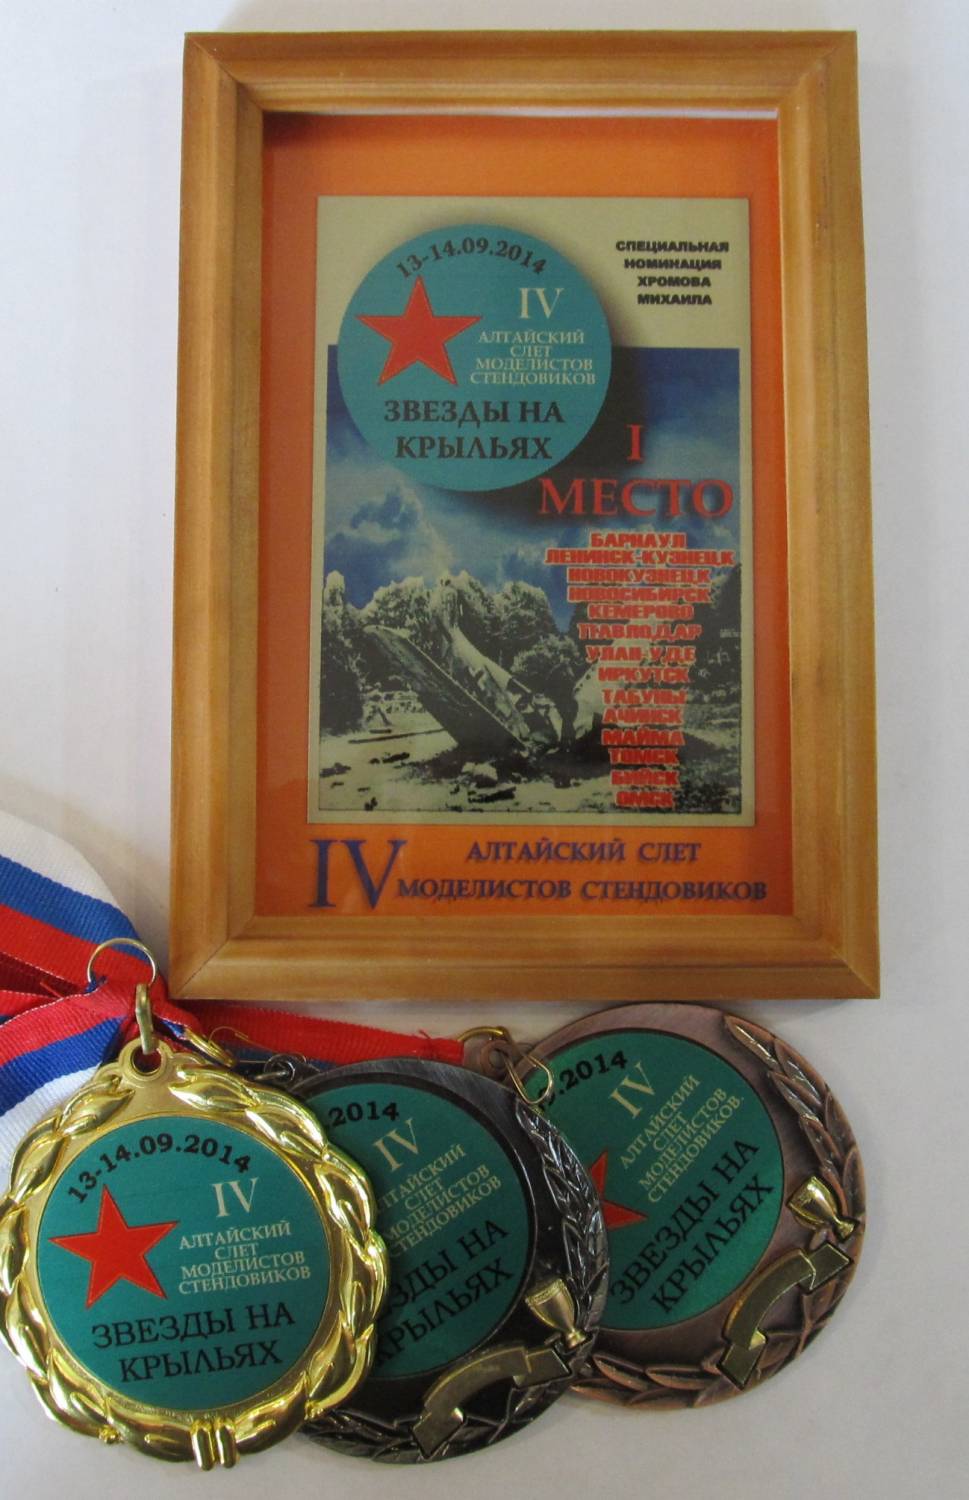 13-14.09.2014
IV
АЛТАЙСКИЙ
СЛЕТ
МОДЕЛИСТОВ
СТЕНДОВИКОВ
ЗВЕЗДЫ НА
КРЫЛЬЯХ
СПЕЦИАЛЬНАЯ
НОМИНАЦИЯ
ХРОМОВА
МИХАИЛА
I
МЕСТО
БАРНАУЛ
ЛЕНИНСК-КУЗНЕЦК
НОВОКУЗНЕЦК
НОВОСИБИРСК
КЕМЕРОВО
ПАВЛОДАР
УЛАН-УДЕ
ИРКУТСК
ТАБУНЫ
АЧИНСК
МАЙМА
ТОМСК
БИЙСК
ОМСК
IV АЛТАЙСКИЙ СЛЕТ
МОДЕЛИСТОВ СТЕНДОВИКОВ
13-14.09.2014
IV
АЛТАЙСКИЙ
СЛЕТ
МОДЕЛИСТОВ
СТЕНДОВИКОВ
ЗВЕЗДЫ НА
КРЫЛЬЯХ
.2014
IV
АЛТАЙСКИЙ
СЛЕТ
МОДЕЛИСТОВ
СТЕНДОВИКОВ
ЗДЫ НА
КРЫЛЬЯХ
9.2014
IV
АЛТАЙСКИЙ
СЛЕТ
МОДЕЛИСТОВ
СТЕНДОВИКОВ.
ЗВЕЗДЫ НА
КРЫЛЬЯХ